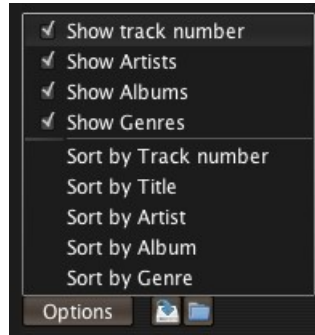 Show track number
Show Artists
Show Albums
Show Genres
Sort by Track number
Sort by Title
Sort by Artist
Sort by Album
Sort by Genre
Options